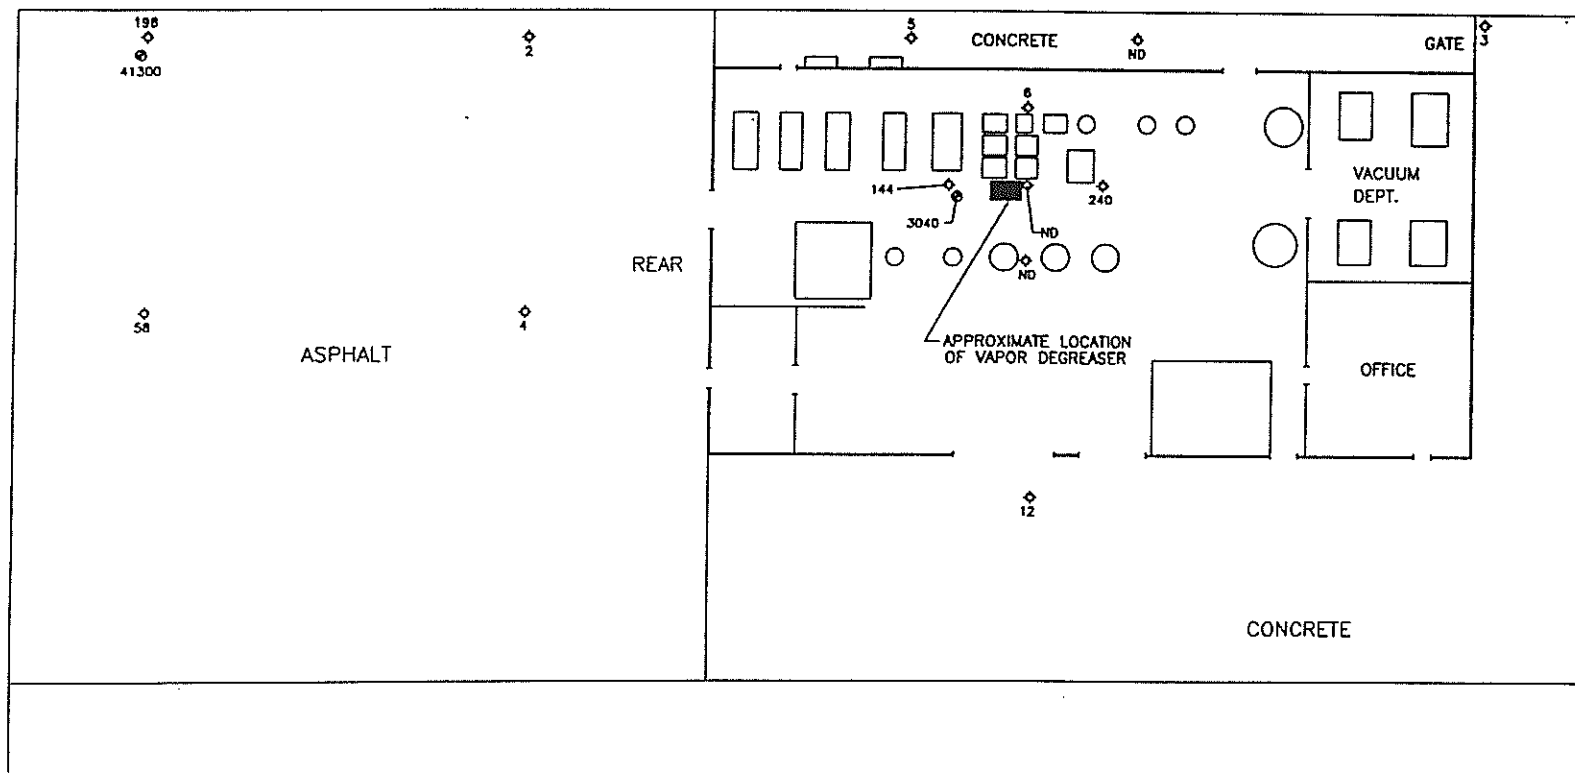 198
41300
2
5
CONCRETE
ND
GATE
3
6
144
3040
240
ND
ND
VACUUM
DEPT.
REAR
58
4
ASPHALT
APPROXIMATE LOCATION
OF VAPOR DEGREASER
OFFICE
12
CONCRETE